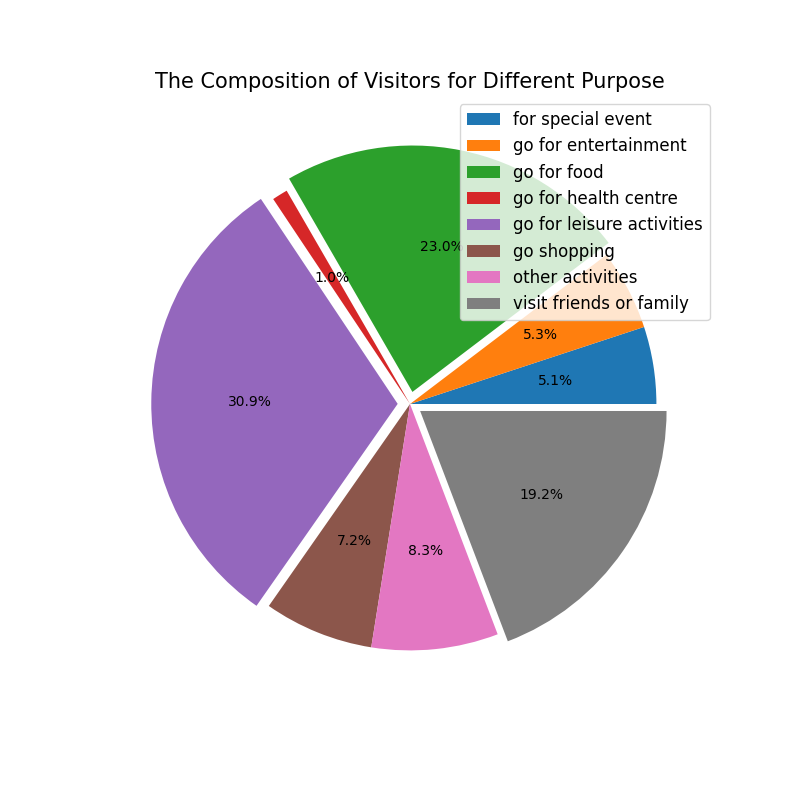 The Composition of Visitors for Different Purpose
for special event
go for entertainment
go for food
go for health centre
go for leisure activities
go shopping
other activities
visit friends or family
23.0%
1.0%
5.3%
5.1%
30.9%
19.2%
7.2%
8.3%